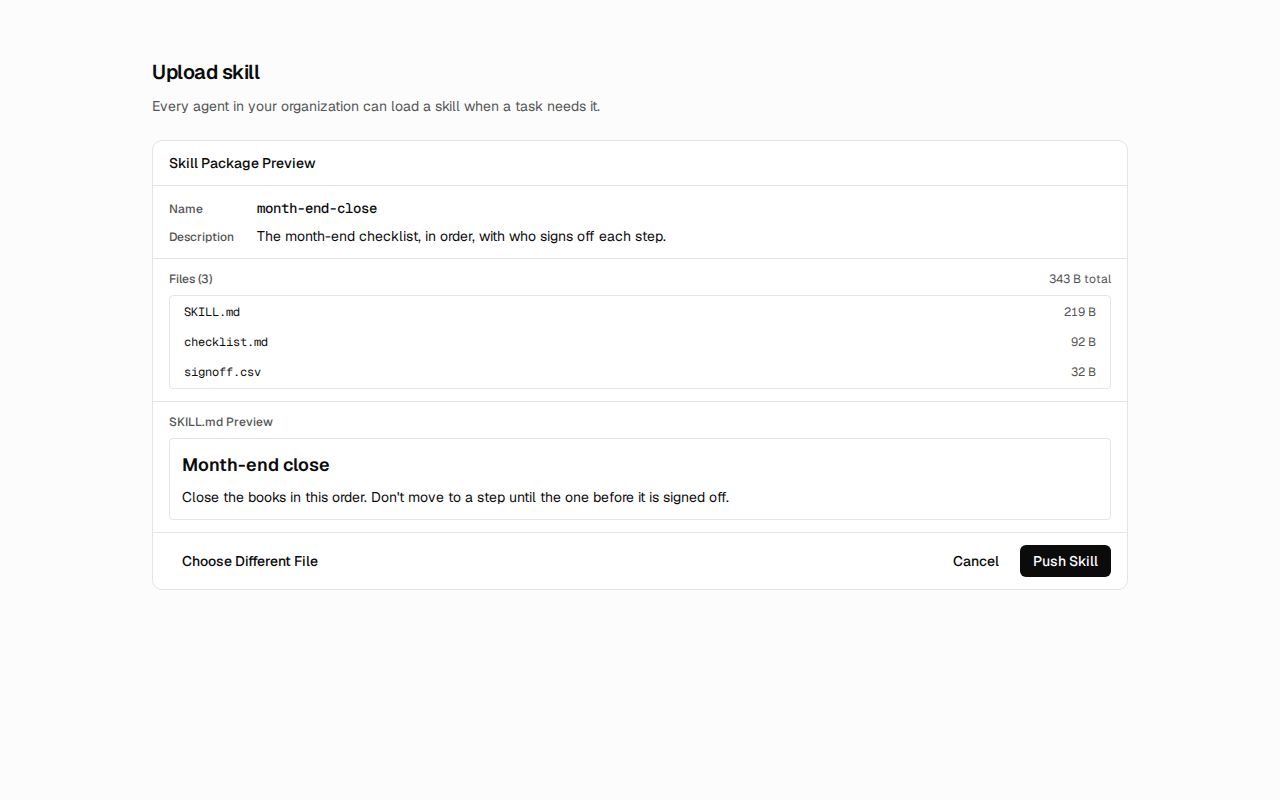 Upload skill
Every agent in your organization can load a skill when a task needs it.
Skill Package Preview
Name month-end-close
Description The month-end checklist, in order, with who signs off each step.
Files (3) 343 B total
SKILL.md 219 B
checklist.md 92 B
signoff.csv 32 B
SKILL.md Preview
Month-end close
Close the books in this order. Don't move to a step until the one before it is signed off.
Choose Different File Cancel Push Skill